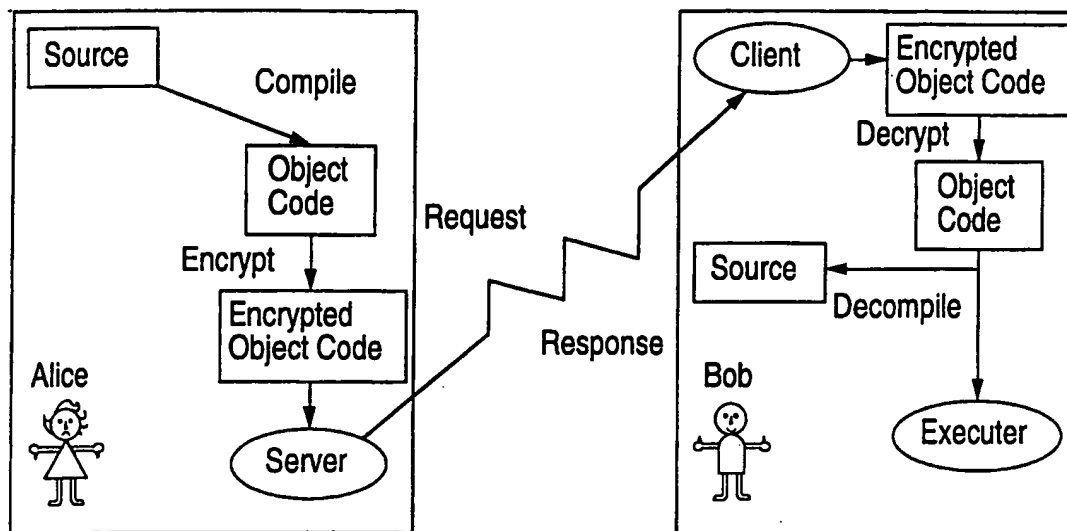 Source
Compile
Object
Code
Encrypt
Encrypted
Object Code
Alice
Server
Request
Response
Client
Encrypted
Object Code
Decrypt
Object
Code
Source
Decompile
Bob
Executer